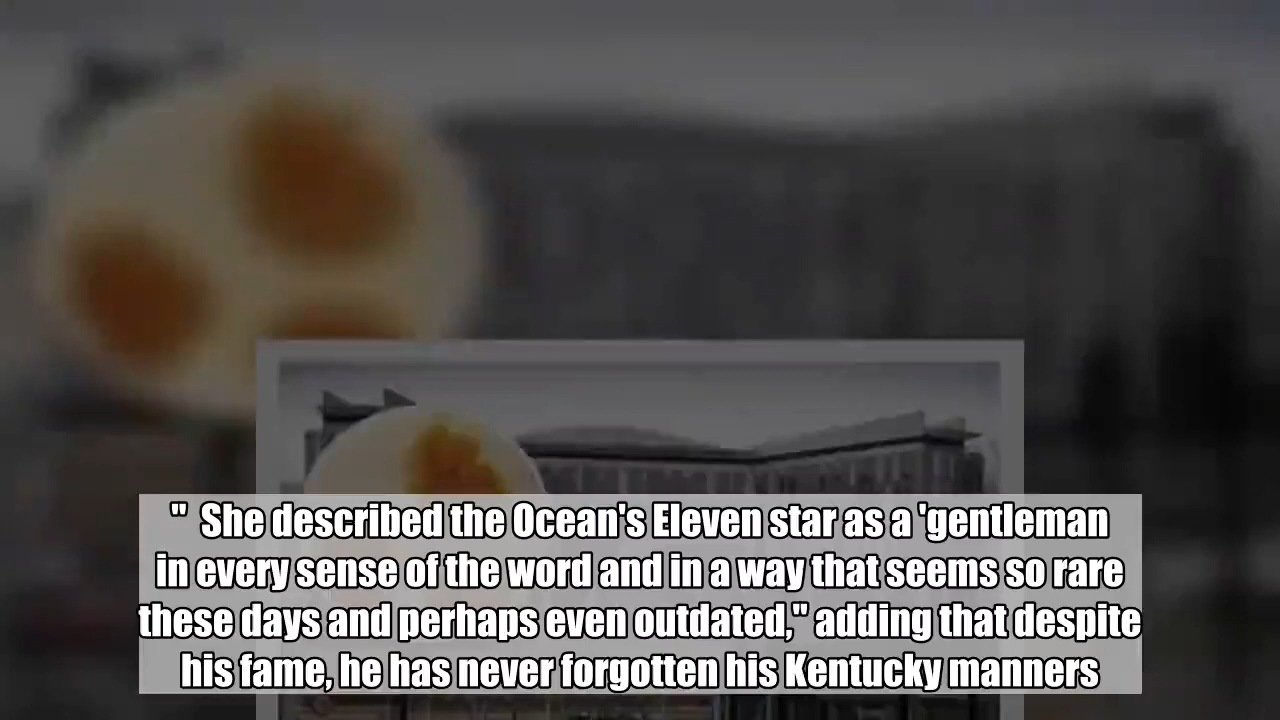 "  She described the Ocean's Eleven star as a 'gentleman
in every sense of the word and in a way that seems so rare
these days and perhaps even outdated," adding that despite
his fame, he has never forgotten his Kentucky manners